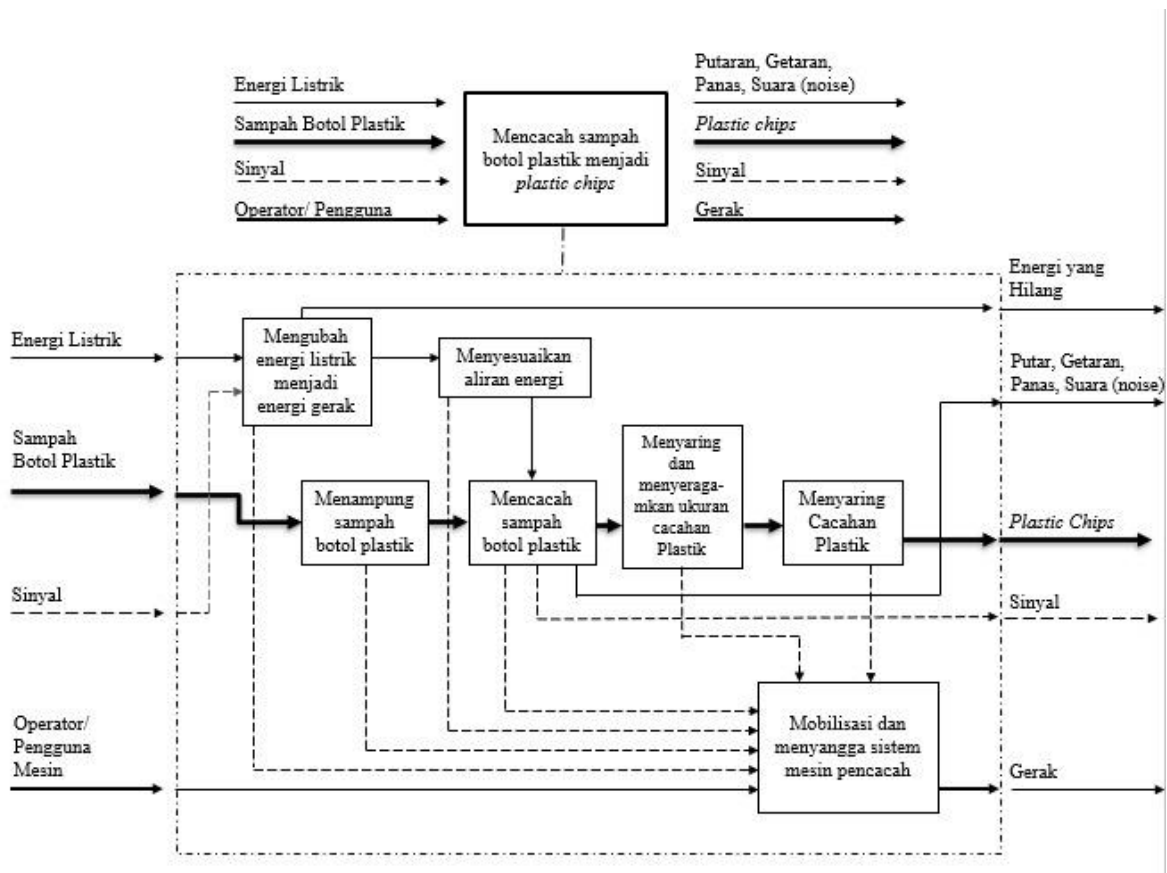 Energi Listrik
Sampah Botol Plastik
Sinyal
Operator/ Pengguna
Mencacah sampah
botol plastik menjadi
plastic chips
Putaran, Getaran,
Panas, Suara (noise)
Plastic chips
Sinyal
Gerak
Energi Listrik
Sampah
Botol Plastik
Sinyal
Operator/
Pengguna
Mesin
Mengubah
energi listrik
menjadi
energi gerak
Menyesuaikan
aliran energi
Menampung
sampah
botol plastik
Mencacah
sampah
botol plastik
Menyaring
dan
menyeraga-
mkan ukuran
cacahan
Plastik
Menyaring
Cacahan
Plastik
Mobilisasi dan
menyangga sistem
mesin pencacah
Energi yang
Hilang
Putar, Getaran,
Panas, Suara (noise)
Plastic Chips
Sinyal
Gerak